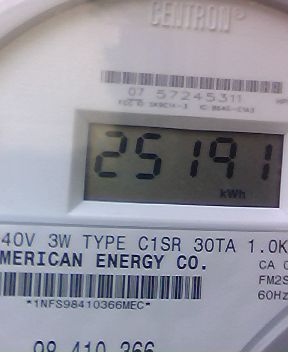 CENTRON®
07 57245311
25191
kWh
40V 3W TYPE C1SR 30TA 1.0K
MERICAN ENERGY CO.
CA
FM2S
60Hz
*1NFS98410366MEC*
98 410 366